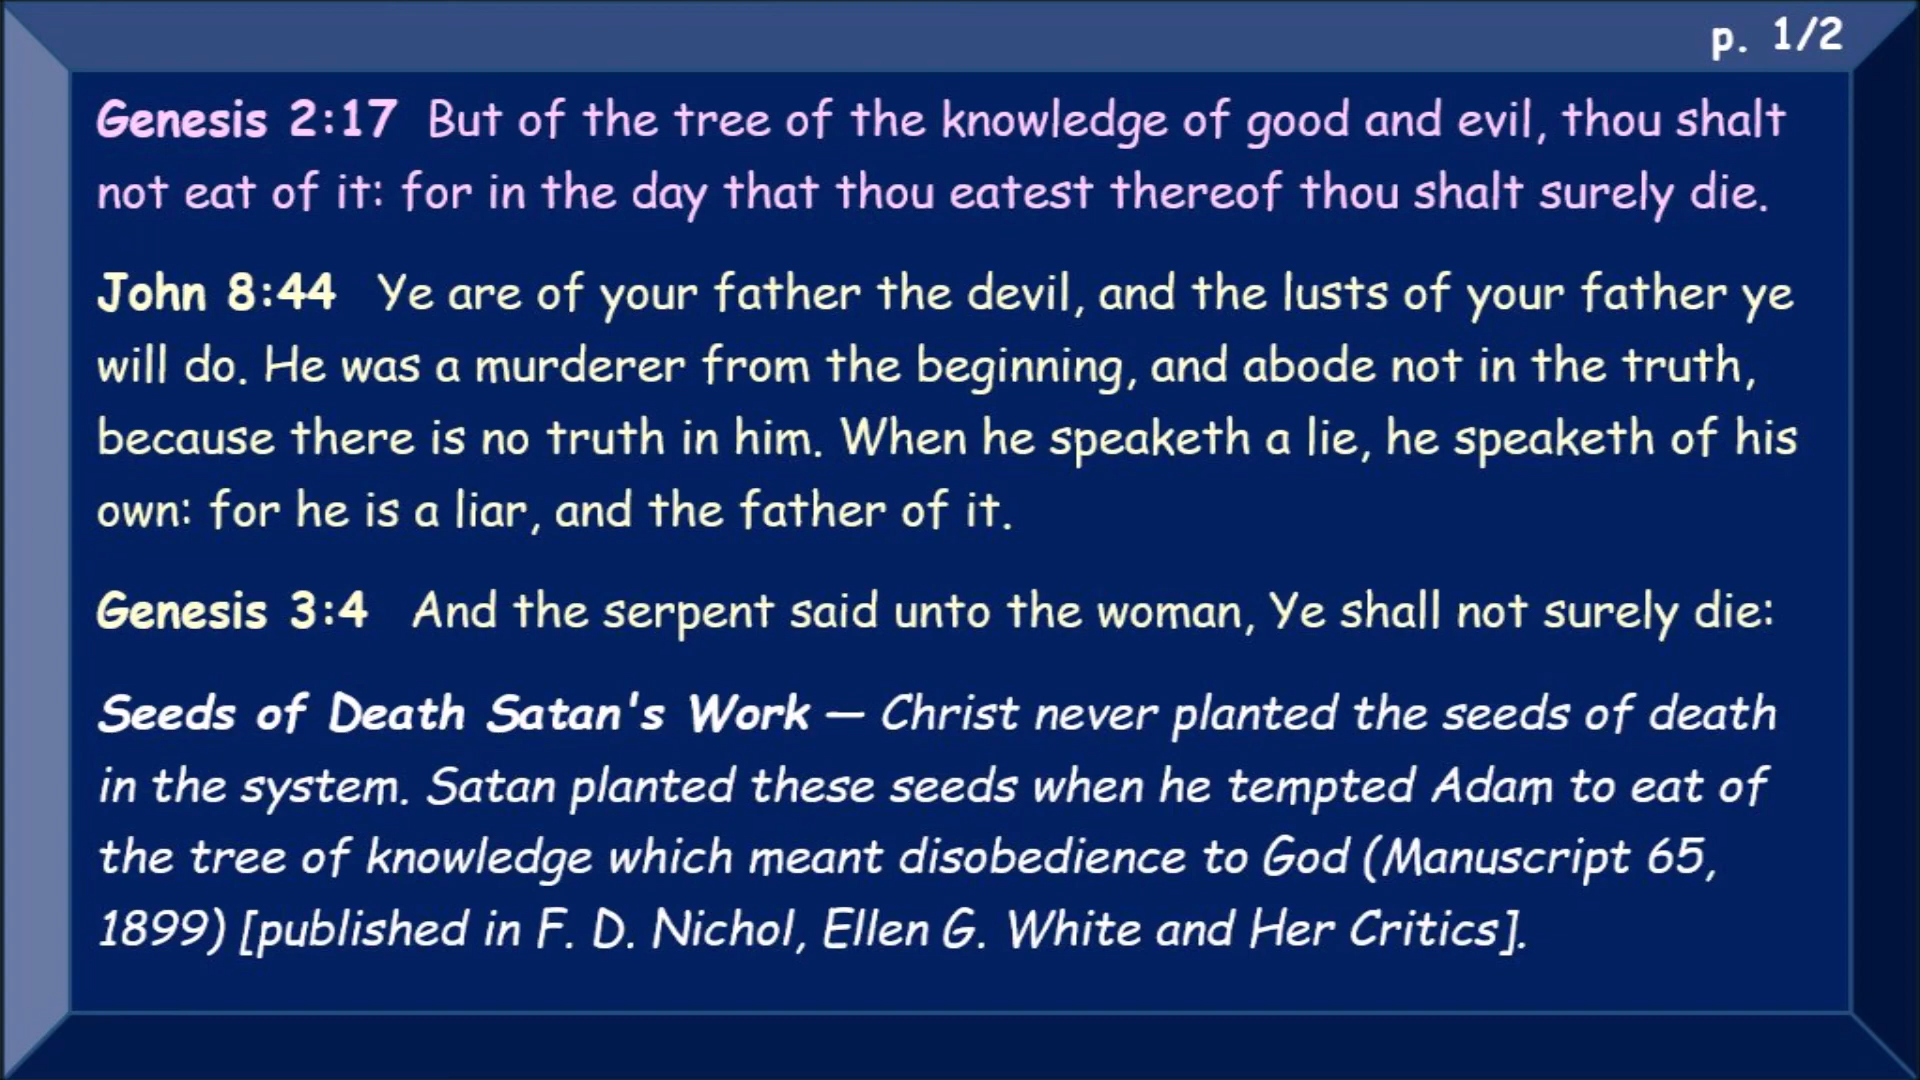 p. 1/2
Genesis 2:17 But of the tree of the knowledge of good and evil, thou shalt
not eat of it: for in the day that thou eatest thereof thou shalt surely die.
John 8:44 Ye are of your father the devil, and the lusts of your father ye
will do. He was a murderer from the beginning, and abode not in the truth,
because there is no truth in him. When he speaketh a lie, he speaketh of his
own: for he is a liar, and the father of it.
Genesis 3:4 And the serpent said unto the woman, Ye shall not surely die:
Seeds of Death Satan's Work — Christ never planted the seeds of death
in the system. Satan planted these seeds when he tempted Adam to eat of
the tree of knowledge which meant disobedience to God (Manuscript 65,
1899) [published in F. D. Nichol, Ellen G. White and Her Critics].